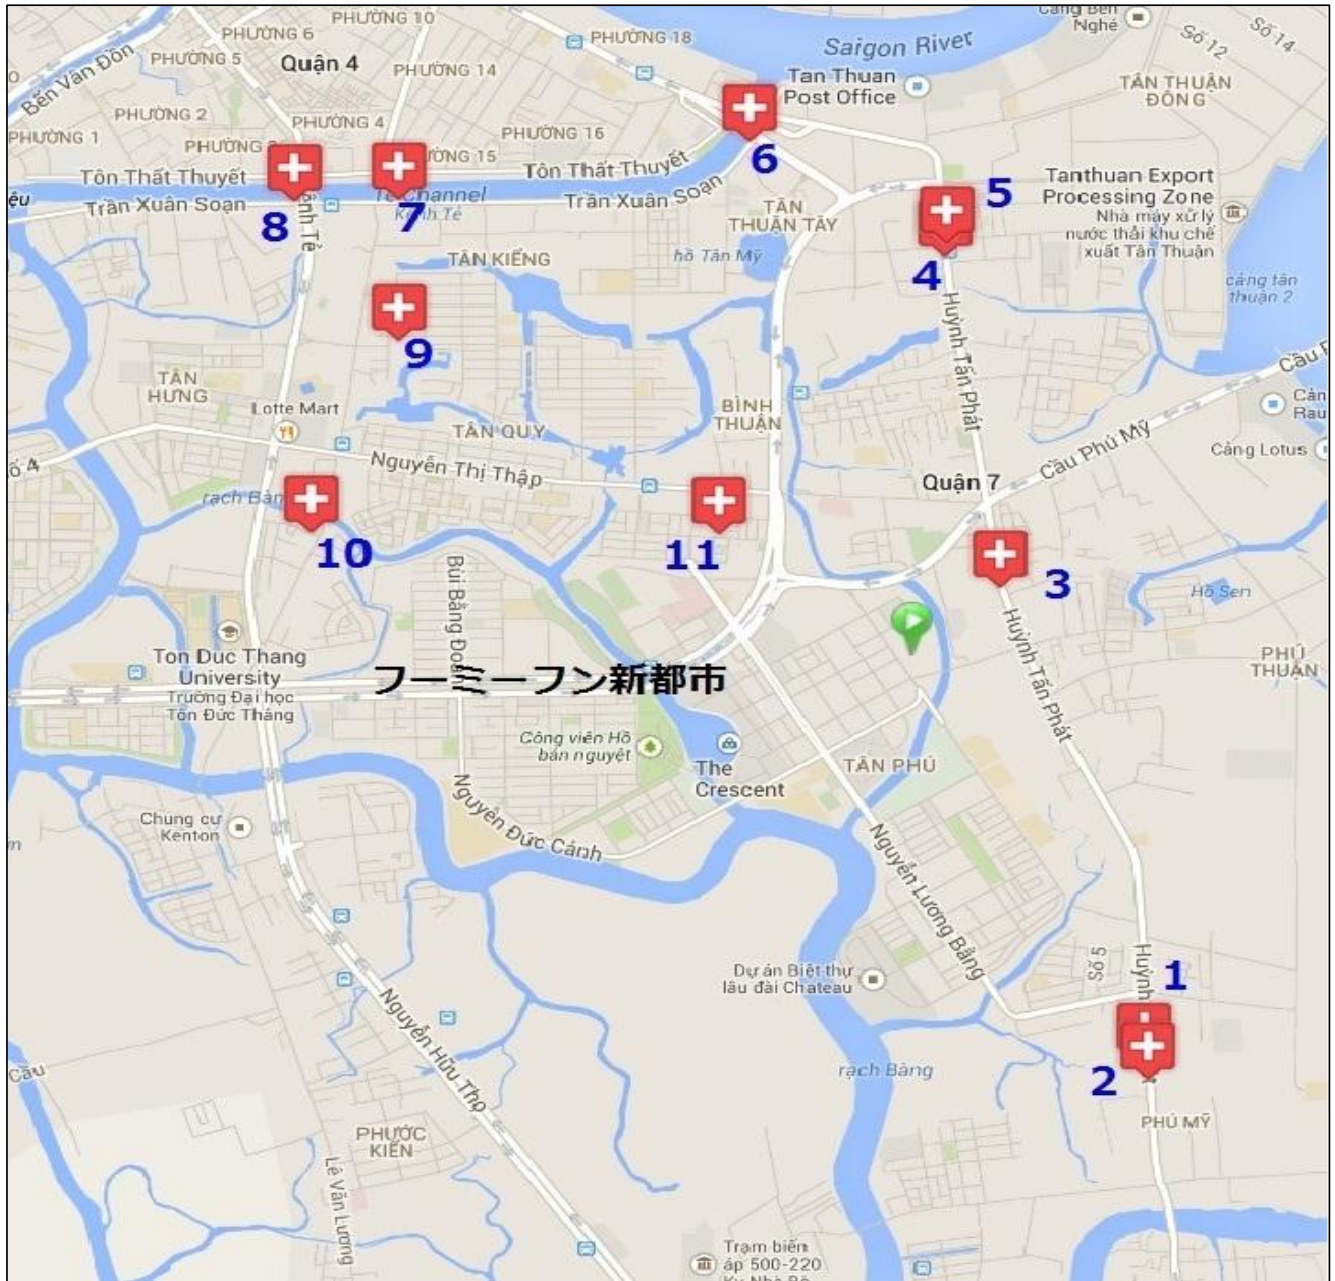 PHƯỜNG 10
Cảng Bến
Nghé
PHƯỜNG 6
PHƯỜNG 18
Saigon River
Số 12
Số 14
PHƯỜNG 5
Quận 4
PHƯỜNG 14
Bến Vân Đồn
Tan Thuan
Post Office
TÂN THUẬN
ĐÔNG
PHƯỜNG 2
PHƯỜNG 4
PHƯỜNG 16
PHƯỜNG 1
PHƯỜNG 15
6
Tôn Thất Thuyết
Tôn Thất Thuyết
Tanthuan Export
Processing Zone
Nhà máy xử lý
nước thải khu chế
xuất Tân Thuận
5
Trần Xuân Soạn
Channel
Kênh Tẻ
Trần Xuân Soạn
TÂN
THUẬN TÂY
8
7
Kênh Tẻ
TÂN KIỂNG
hồ Tân Mỹ
4
cảng tân
thuận 2
Huỳnh Tấn Phát
9
TÂN
HƯNG
Lotte Mart
BÌNH
THUẬN
TÂN QUY
Cảng Lotus
Số 4
Nguyễn Thị Thập
Cầu Phú Mỹ
Quận 7
10
11
3
Bùi Bằng Đoàn
Hồ Sen
Huỳnh Tấn Phát
Ton Duc Thang
University
Trường Đại học
Tôn Đức Thắng
フーミーフン新都市
PHÚ
THUẬN
Công viên Hồ
bán nguyệt
The
Crescent
TÂN PHÚ
Nguyễn Đức Cảnh
Chung cư
Kenton
Nguyễn Lương Bằng
Dự án Biệt thự
lâu đài Chateau
Số 5
Huỳnh
1
Nguyễn Hữu Thọ
rạch Bàng
2
PHÚ MỸ
Cầu
PHƯỚC
KIỂN
Lê Văn Lương
Trạm biến
áp 500-220